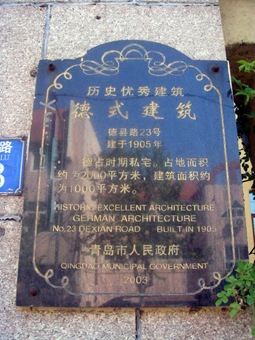 历史优秀建筑
德式建筑
德县路23号
建于1905年
德占时期私宅。占地面积
约为2000平方米，建筑面积约
为1000平方米。
HISTORIC EXCELLENT ARCHITECTURE
GERMAN ARCHITECTURE
No.23 DEXIAN ROAD BUILT IN 1905
青岛市人民政府
QINGDAO MUNICIPAL GOVERNMENT
2003
路
LU
3